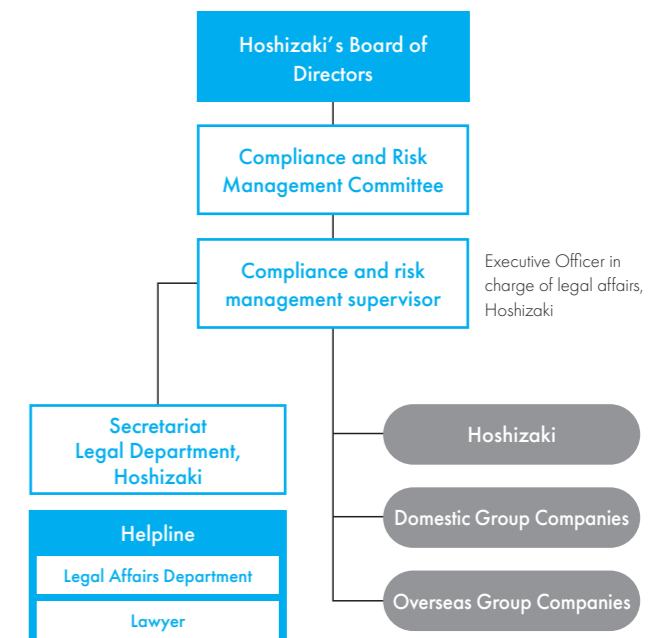 Hoshizaki's Board of
Directors
Compliance and Risk
Management Committee
Compliance and risk
management supervisor
Executive Officer in
charge of legal affairs,
Hoshizaki
Secretariat
Legal Department,
Hoshizaki
Helpline
Legal Affairs Department
Lawyer
Hoshizaki
Domestic Group Companies
Overseas Group Companies